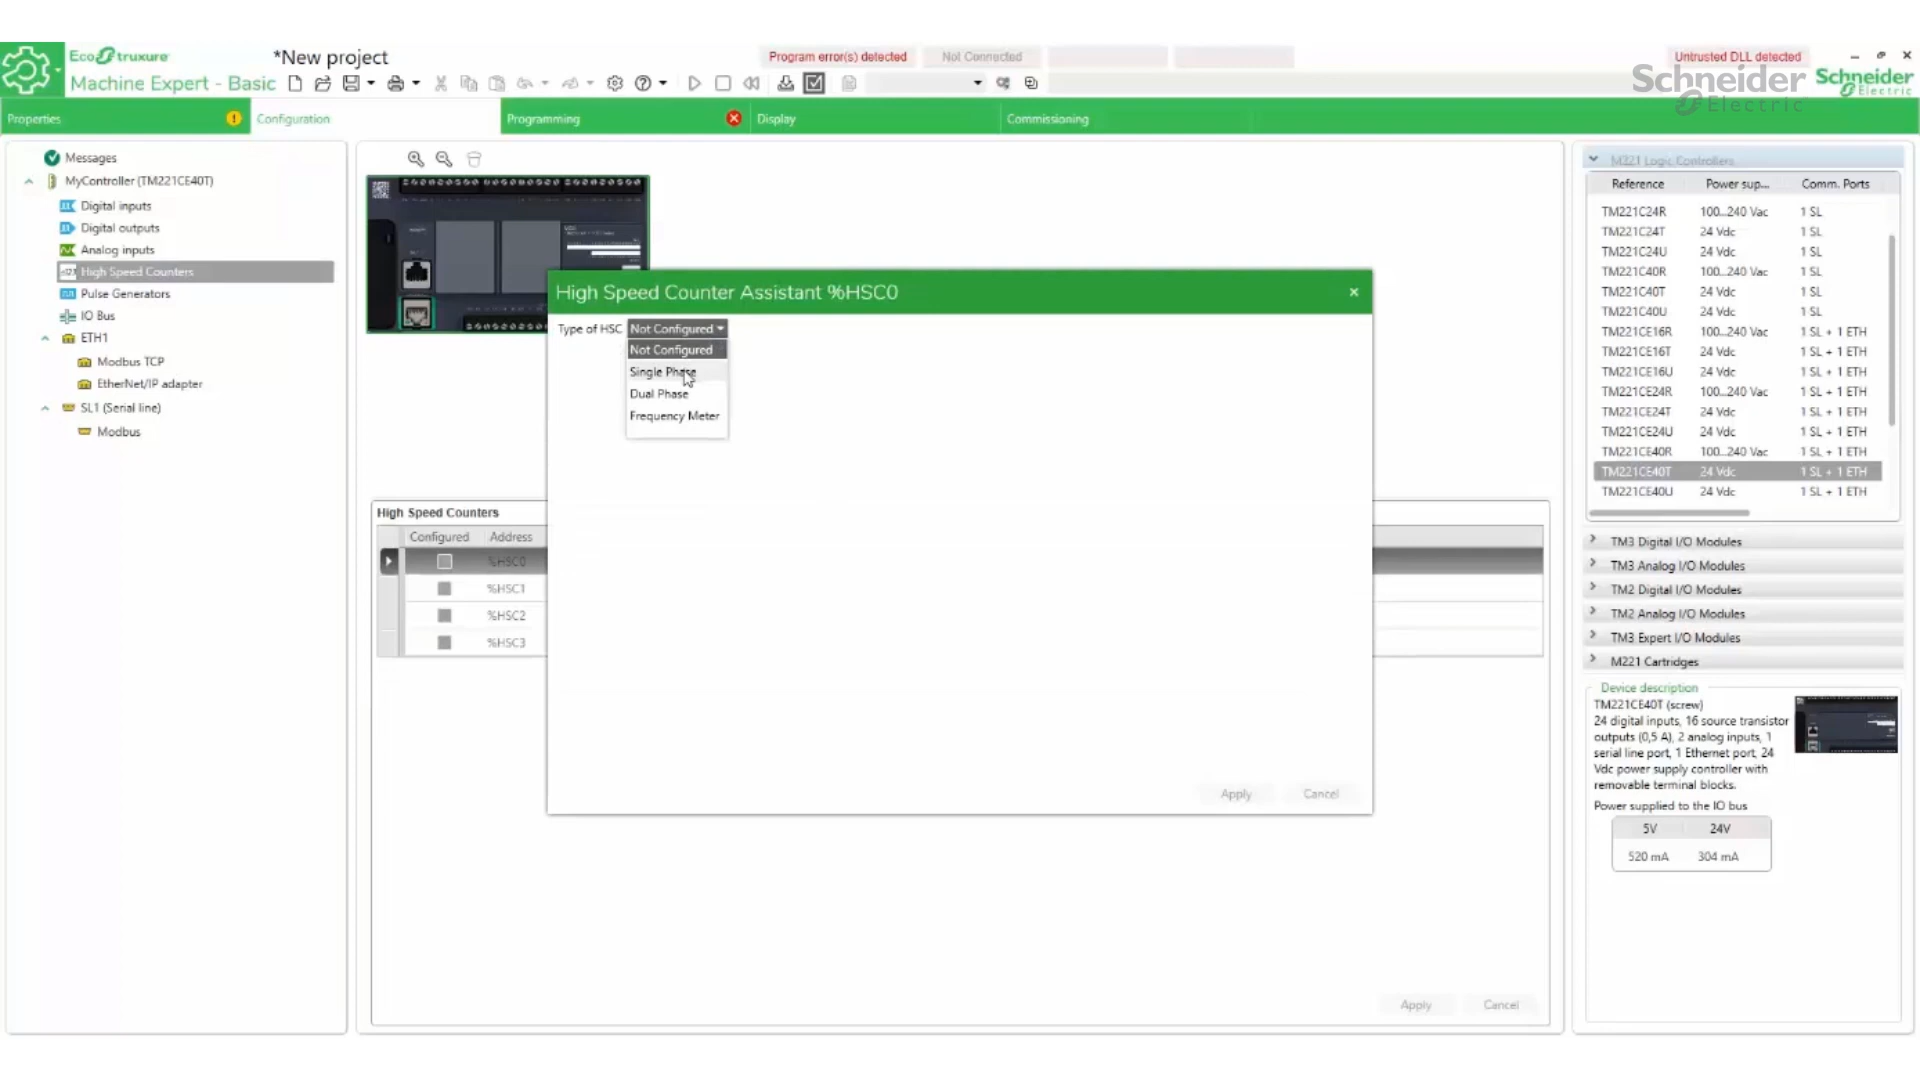 EcoStruxure
*New project
Program error(s) detected
Not Connected
Untrusted DLL detected
Machine Expert - Basic
Schneider
Electric
Schneider
Electric
Properties
Configuration
Programming
Display
Commissioning
Messages
MyController (TM221CE40T)
Digital inputs
Digital outputs
Analog inputs
High Speed Counters
Pulse Generators
IO Bus
ETH1
Modbus TCP
EtherNet/IP adapter
SL1 (Serial line)
Modbus
High Speed Counter Assistant %HSC0
Type of HSC Not Configured
Not Configured
Single Phase
Dual Phase
Frequency Meter
Apply Cancel
High Speed Counters
Configured Address
%HSC0
%HSC1
%HSC2
%HSC3
Apply Cancel
M221 Logic Controllers
Reference Power sup... Comm. Ports
TM221C24R 100...240 Vac 1 SL
TM221C24T 24 Vdc 1 SL
TM221C24U 24 Vdc 1 SL
TM221C40R 100...240 Vac 1 SL
TM221C40T 24 Vdc 1 SL
TM221C40U 24 Vdc 1 SL
TM221CE16R 100...240 Vac 1 SL + 1 ETH
TM221CE16T 24 Vdc 1 SL + 1 ETH
TM221CE16U 24 Vdc 1 SL + 1 ETH
TM221CE24R 100...240 Vac 1 SL + 1 ETH
TM221CE24T 24 Vdc 1 SL + 1 ETH
TM221CE24U 24 Vdc 1 SL + 1 ETH
TM221CE40R 100...240 Vac 1 SL + 1 ETH
TM221CE40T 24 Vdc 1 SL + 1 ETH
TM221CE40U 24 Vdc 1 SL + 1 ETH
TM3 Digital I/O Modules
TM3 Analog I/O Modules
TM2 Digital I/O Modules
TM2 Analog I/O Modules
TM3 Expert I/O Modules
M221 Cartridges
Device description
TM221CE40T (screw)
24 digital inputs, 16 source transistor
outputs (0,5 A), 2 analog inputs, 1
serial line port, 1 Ethernet port, 24
Vdc power supply controller with
removable terminal blocks.
Power supplied to the IO bus
5V 24V
520 mA 304 mA